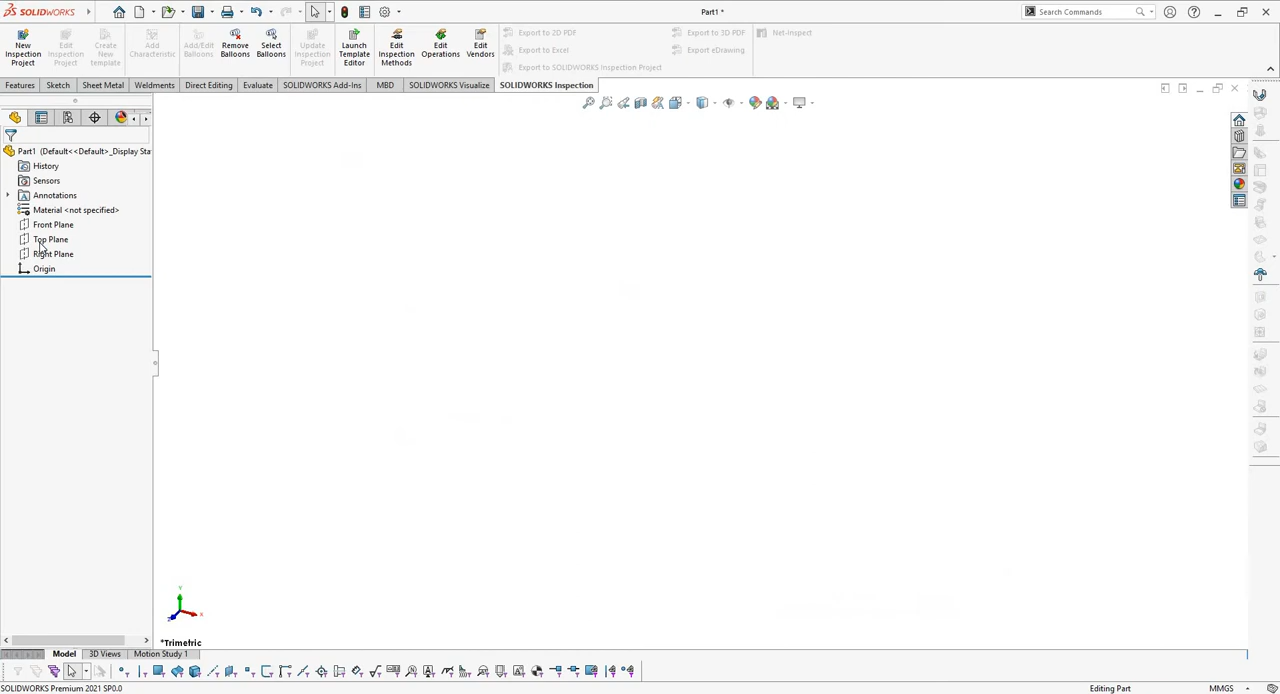 SOLIDWORKS
Part1 *
Search Commands
New Inspection Project
Edit Inspection Project
Create New template
Add Characteristic
Add/Edit Balloons
Remove Balloons
Select Balloons
Update Inspection Project
Launch Template Editor
Edit Inspection Methods
Edit Operations
Edit Vendors
Export to 2D PDF
Export to Excel
Export to SOLIDWORKS Inspection Project
Export to 3D PDF
Export eDrawing
Net-Inspect
Features
Sketch
Sheet Metal
Weldments
Direct Editing
Evaluate
SOLIDWORKS Add-Ins
MBD
SOLIDWORKS Visualize
SOLIDWORKS Inspection
Part1 (Default<<Default>_Display Sta
History
Sensors
Annotations
Material <not specified>
Front Plane
Top Plane
Right Plane
Origin
Y
X
Z
*Trimetric
Model
3D Views
Motion Study 1
SOLIDWORKS Premium 2021 SP0.0
Editing Part
MMGS